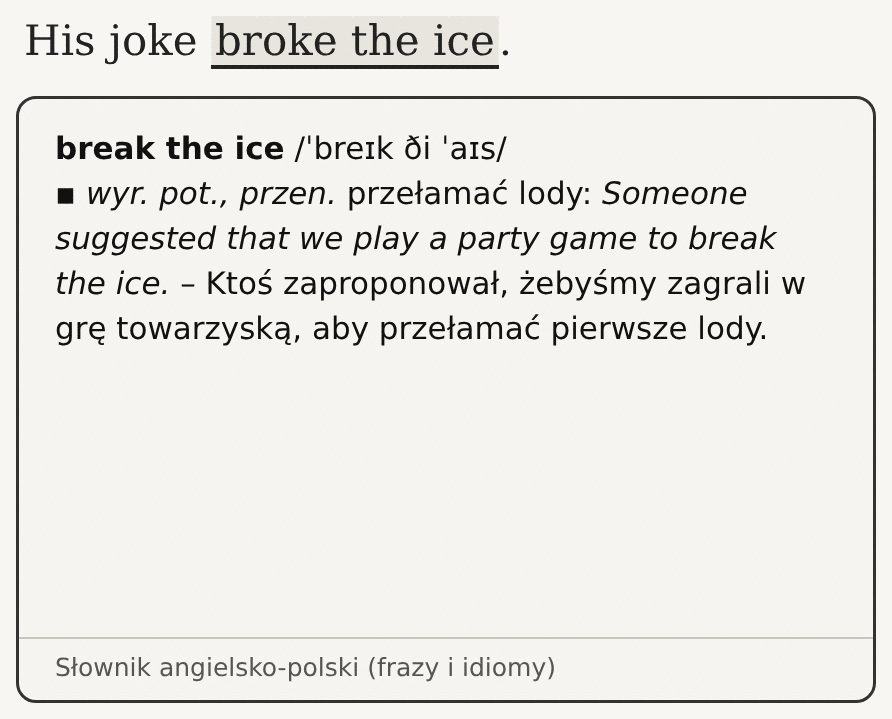 His joke broke the ice.
break the ice /ˈbreɪk ði ˈaɪs/
▪ wyr. pot., przen. przełamać lody: Someone
suggested that we play a party game to break
the ice. – Ktoś zaproponował, żebyśmy zagrali w
grę towarzyską, aby przełamać pierwsze lody.
Słownik angielsko-polski (frazy i idiomy)